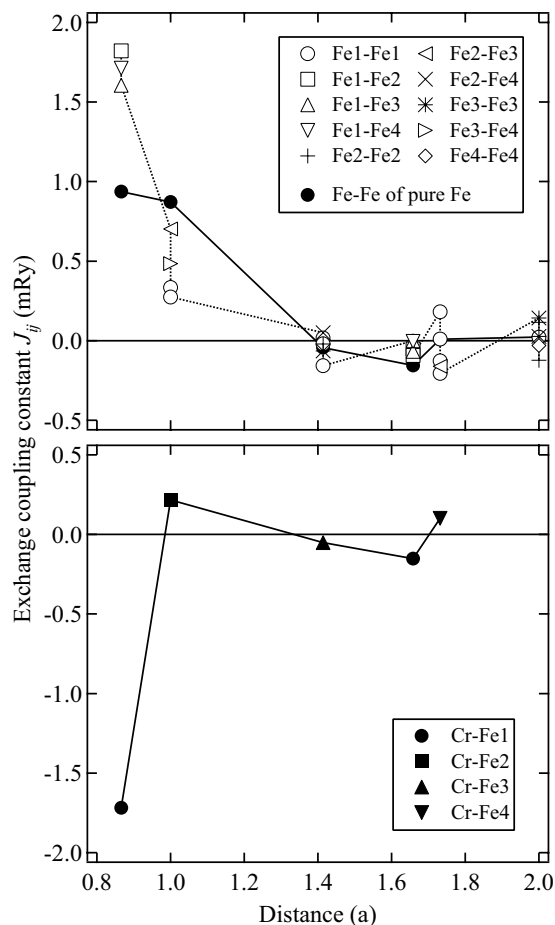 Exchange coupling constant J_ij (mRy)
2.0
1.5
1.0
0.5
0.0
-0.5
Fe1-Fe1 Fe2-Fe3
Fe1-Fe2 Fe2-Fe4
Fe1-Fe3 Fe3-Fe3
Fe1-Fe4 Fe3-Fe4
Fe2-Fe2 Fe4-Fe4
Fe-Fe of pure Fe
0.5
0.0
-0.5
-1.0
-1.5
-2.0
Cr-Fe1
Cr-Fe2
Cr-Fe3
Cr-Fe4
0.8 1.0 1.4 1.6 1.8 2.0
Distance (a)